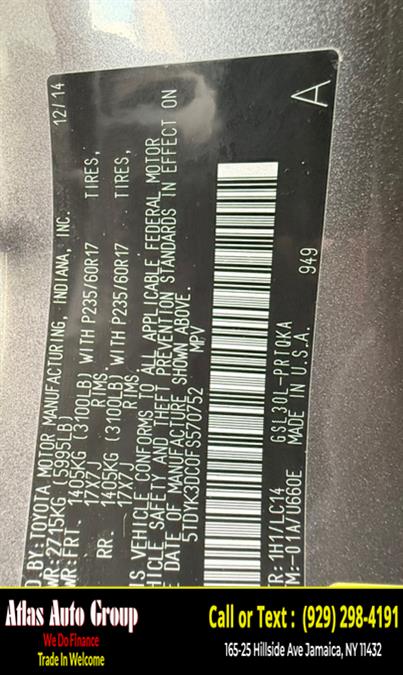 D BY: TOYOTA MOTOR MANUFACTURING, INDIANA, INC. 12/14
WR: 2715KG (5995LB)
WR: FRT. 1405KG (3100LB) WITH P235/60R17 TIRES,
17X7J RIMS
RR. 1405KG (3100LB) WITH P235/60R17 TIRES,
17X7J RIMS
IS VEHICLE CONFORMS TO ALL APPLICABLE FEDERAL MOTOR
HICLE SAFETY AND THEFT PREVENTION STANDARDS IN EFFECT ON
E DATE OF MANUFACTURE SHOWN ABOVE.
5TDYK3DC0FS570752 MPV
A
TR: 1H1/LC14 GSL30L-PRTQKA 949
TM:-01A/U660E MADE IN U.S.A.
Atlas Auto Group
We Do Finance
Trade In Welcome
Call or Text : (929) 298-4191
165-25 Hillside Ave Jamaica, NY 11432